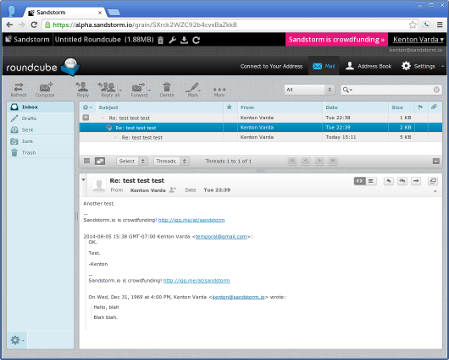 Sandstorm
https://alpha.sandstorm.io/grain/SXrck2WZC92b4cvxBaZkkB
Sandstorm Untitled Roundcube (1.88MB) Sandstorm is crowdfunding! » Kenton Varda
kenton@sandstorm.io
roundcube Connect to Your Address Mail Address Book Settings
Refresh Compose Reply Reply all Forward Delete Mark More All
Inbox
Drafts
Sent
Junk
Trash
Subject From Date Size
Re: test test test Kenton Varda Tue 22:39 1 KB
Re: test test test Kenton Varda Tue 22:39 2 KB
Re: test test test Kenton Varda Today 15:11 5 KB
Select Threads Threads 1 to 1 of 1
Re: test test test
From Kenton Varda Date Tue 22:39
Another test.
--
Sandstorm.io is crowdfunding! http://igg.me/at/sandstorm
2014-08-05 15:38 GMT-07:00 Kenton Varda <temporal@gmail.com>:
OK.
Test.
-Kenton
--
Sandstorm.io is crowdfunding! http://igg.me/at/sandstorm
On Wed, Dec 31, 1969 at 4:00 PM, Kenton Varda <kenton@sandstorm.io> wrote:
Hello, blah
Blah blah.